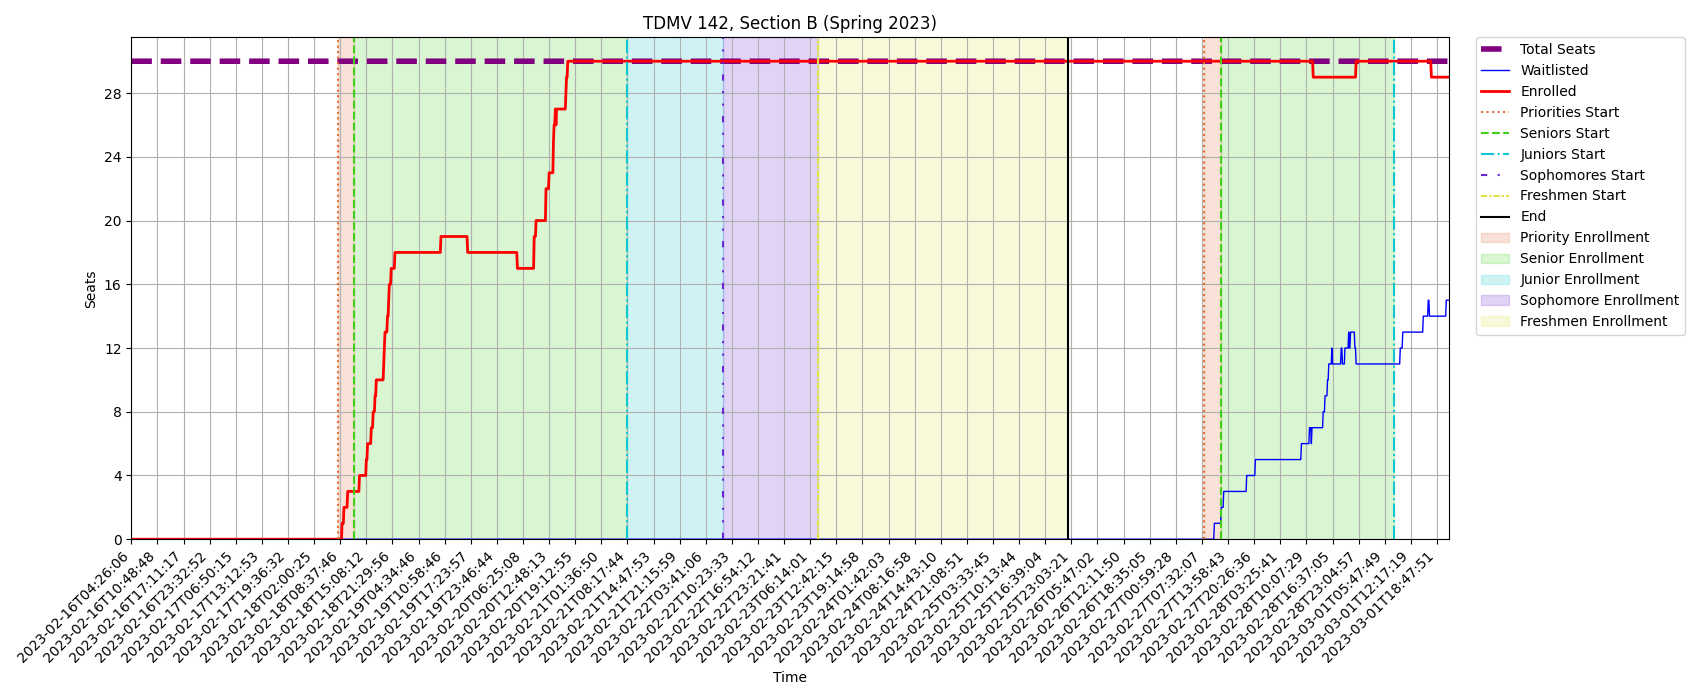 TDMV 142, Section B (Spring 2023)
Seats
28
24
20
16
12
8
4
0
2023-02-16T04:26:06
2023-02-16T10:48:48
2023-02-16T17:11:17
2023-02-16T23:32:52
2023-02-17T06:50:15
2023-02-17T13:12:53
2023-02-17T19:36:32
2023-02-18T02:00:25
2023-02-18T08:37:46
2023-02-18T15:08:12
2023-02-18T21:29:56
2023-02-19T04:34:46
2023-02-19T10:58:46
2023-02-19T17:23:57
2023-02-19T23:46:44
2023-02-20T06:25:08
2023-02-20T12:48:13
2023-02-20T19:12:55
2023-02-21T01:36:50
2023-02-21T08:17:44
2023-02-21T14:47:53
2023-02-21T21:15:59
2023-02-22T03:41:06
2023-02-22T10:23:33
2023-02-22T16:54:12
2023-02-22T23:21:41
2023-02-23T06:14:01
2023-02-23T12:42:15
2023-02-23T19:14:58
2023-02-24T01:42:03
2023-02-24T08:16:58
2023-02-24T14:43:10
2023-02-24T21:08:51
2023-02-25T03:33:45
2023-02-25T10:13:44
2023-02-25T16:39:04
2023-02-25T23:03:21
2023-02-26T05:47:02
2023-02-26T12:11:50
2023-02-26T18:35:05
2023-02-27T00:59:28
2023-02-27T07:32:07
2023-02-27T13:58:43
2023-02-27T20:26:36
2023-02-28T03:25:41
2023-02-28T10:07:29
2023-02-28T16:37:05
2023-02-28T23:04:57
2023-03-01T05:47:49
2023-03-01T12:17:19
2023-03-01T18:47:51
Time
Total Seats
Waitlisted
Enrolled
Priorities Start
Seniors Start
Juniors Start
Sophomores Start
Freshmen Start
End
Priority Enrollment
Senior Enrollment
Junior Enrollment
Sophomore Enrollment
Freshmen Enrollment